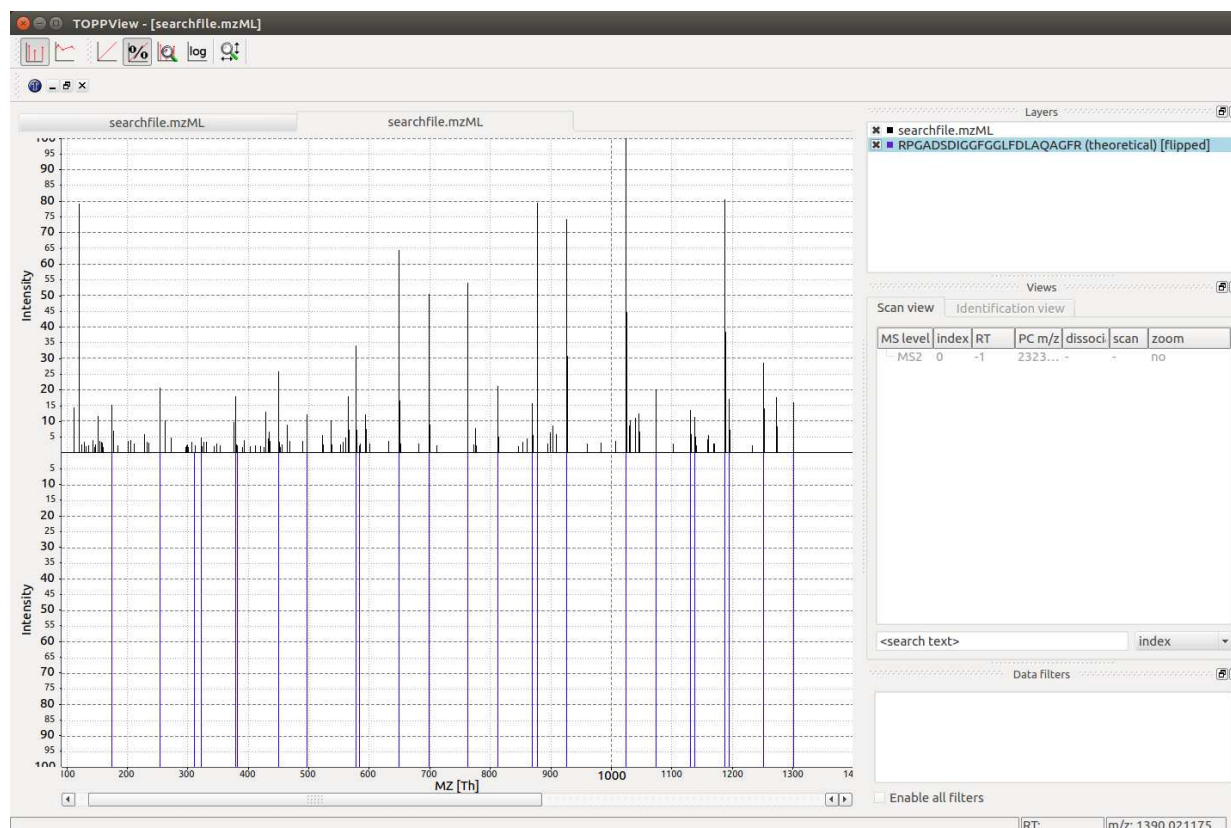 TOPPView - [searchfile.mzML]
% log
searchfile.mzML searchfile.mzML
Intensity
100
95
90
85
80
75
70
65
60
55
50
45
40
35
30
25
20
15
10
5
Intensity
5
10
15
20
25
30
35
40
45
50
55
60
65
70
75
80
85
90
95
100
100 200 300 400 500 600 700 800 900 1000 1100 1200 1300 14
MZ [Th]
Layers
searchfile.mzML
RPGADSDIGGFGGLFDLAQAGFR (theoretical) [flipped]
Views
Scan view Identification view
MS level index RT PC m/z dissoci scan zoom
MS2 0 -1 2323... - - no
<search text> index
Data filters
Enable all filters
RT: m/z: 1390.021175